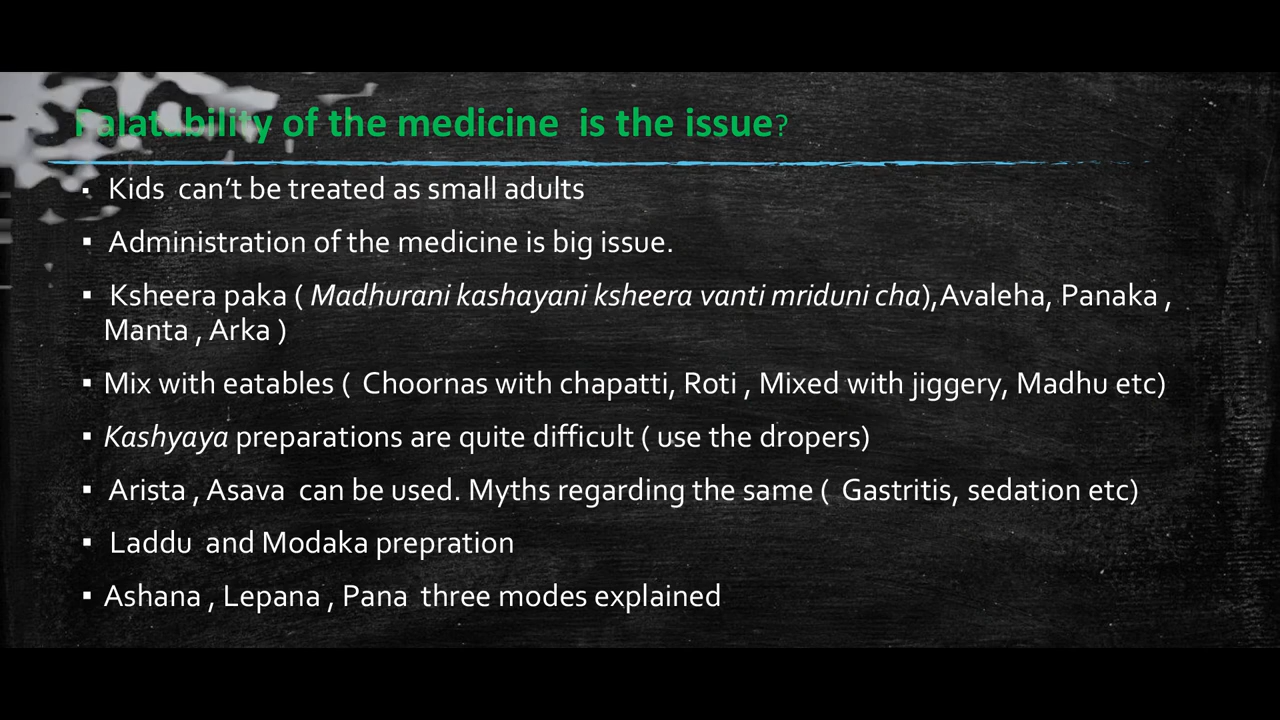 Palatability of the medicine is the issue?
▪ Kids can't be treated as small adults
▪ Administration of the medicine is big issue.
▪ Ksheera paka ( Madhurani kashayani ksheera vanti mriduni cha),Avaleha, Panaka ,
Manta , Arka )
▪ Mix with eatables ( Choornas with chapatti, Roti , Mixed with jiggery, Madhu etc)
▪ Kashyaya preparations are quite difficult ( use the dropers)
▪ Arista , Asava can be used. Myths regarding the same ( Gastritis, sedation etc)
▪ Laddu and Modaka prepration
▪ Ashana , Lepana , Pana three modes explained